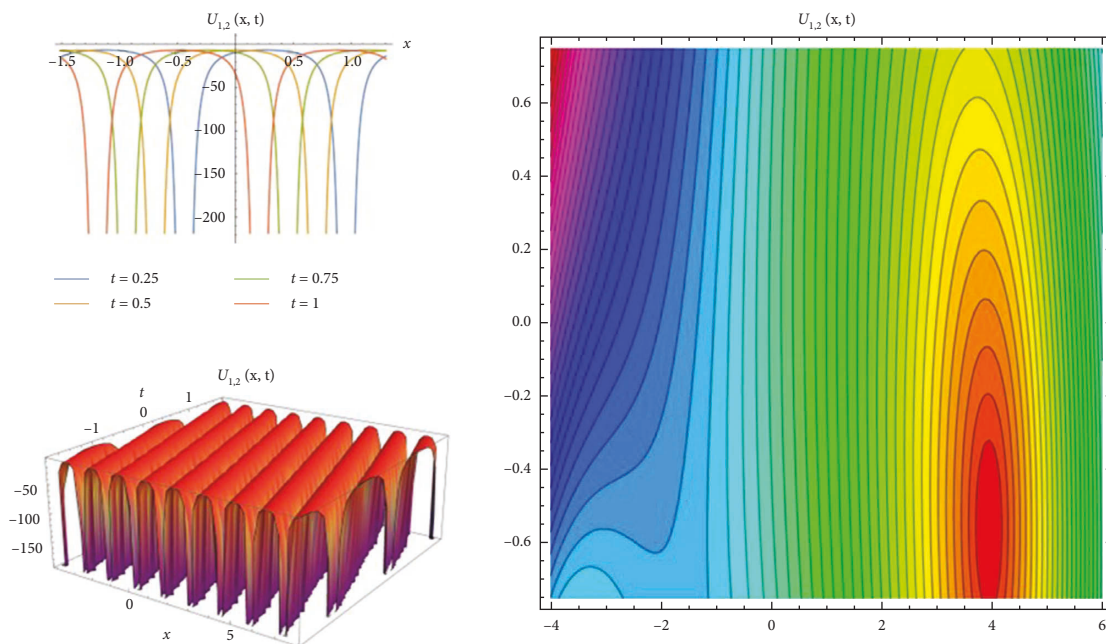 U1,2 (x, t)
x
–1.5 –1.0 –0.5 0 0.5 1.0
–50
–100
–150
–200
t = 0.25 t = 0.75
t = 0.5 t = 1
U1,2 (x, t)
t
1
0
–1
–50
–100
–150
0
5
x
U1,2 (x, t)
0.6
0.4
0.2
0.0
–0.2
–0.4
–0.6
–4 –2 0 2 4 6